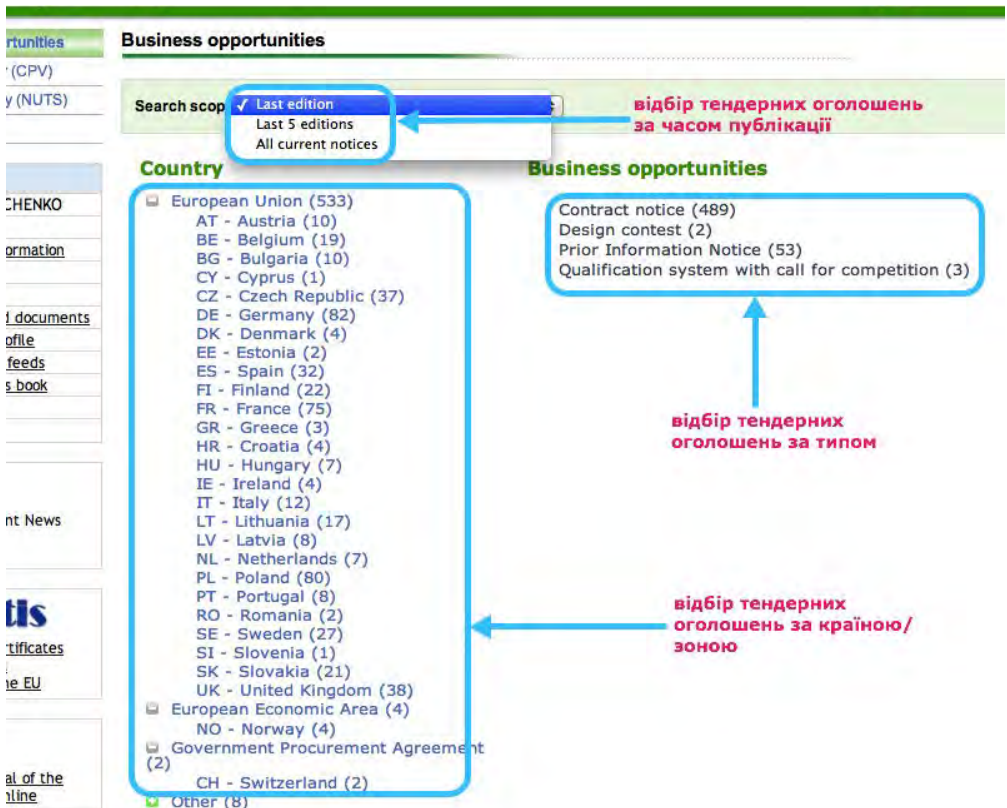 rtunities
(CPV)
y (NUTS)
CHENKO
ormation
d documents
ofile
feeds
s book
nt News
tis
rtificates
he EU
al of the
nline
Business opportunities
Search scop
✓ Last edition
Last 5 editions
All current notices
відбір тендерних оголошень
за часом публікації
Country
European Union (533)
AT - Austria (10)
BE - Belgium (19)
BG - Bulgaria (10)
CY - Cyprus (1)
CZ - Czech Republic (37)
DE - Germany (82)
DK - Denmark (4)
EE - Estonia (2)
ES - Spain (32)
FI - Finland (22)
FR - France (75)
GR - Greece (3)
HR - Croatia (4)
HU - Hungary (7)
IE - Ireland (4)
IT - Italy (12)
LT - Lithuania (17)
LV - Latvia (8)
NL - Netherlands (7)
PL - Poland (80)
PT - Portugal (8)
RO - Romania (2)
SE - Sweden (27)
SI - Slovenia (1)
SK - Slovakia (21)
UK - United Kingdom (38)
European Economic Area (4)
NO - Norway (4)
Government Procurement Agreement
(2)
CH - Switzerland (2)
Other (8)
Business opportunities
Contract notice (489)
Design contest (2)
Prior Information Notice (53)
Qualification system with call for competition (3)
відбір тендерних
оголошень за типом
відбір тендерних
оголошень за країною/
зоною